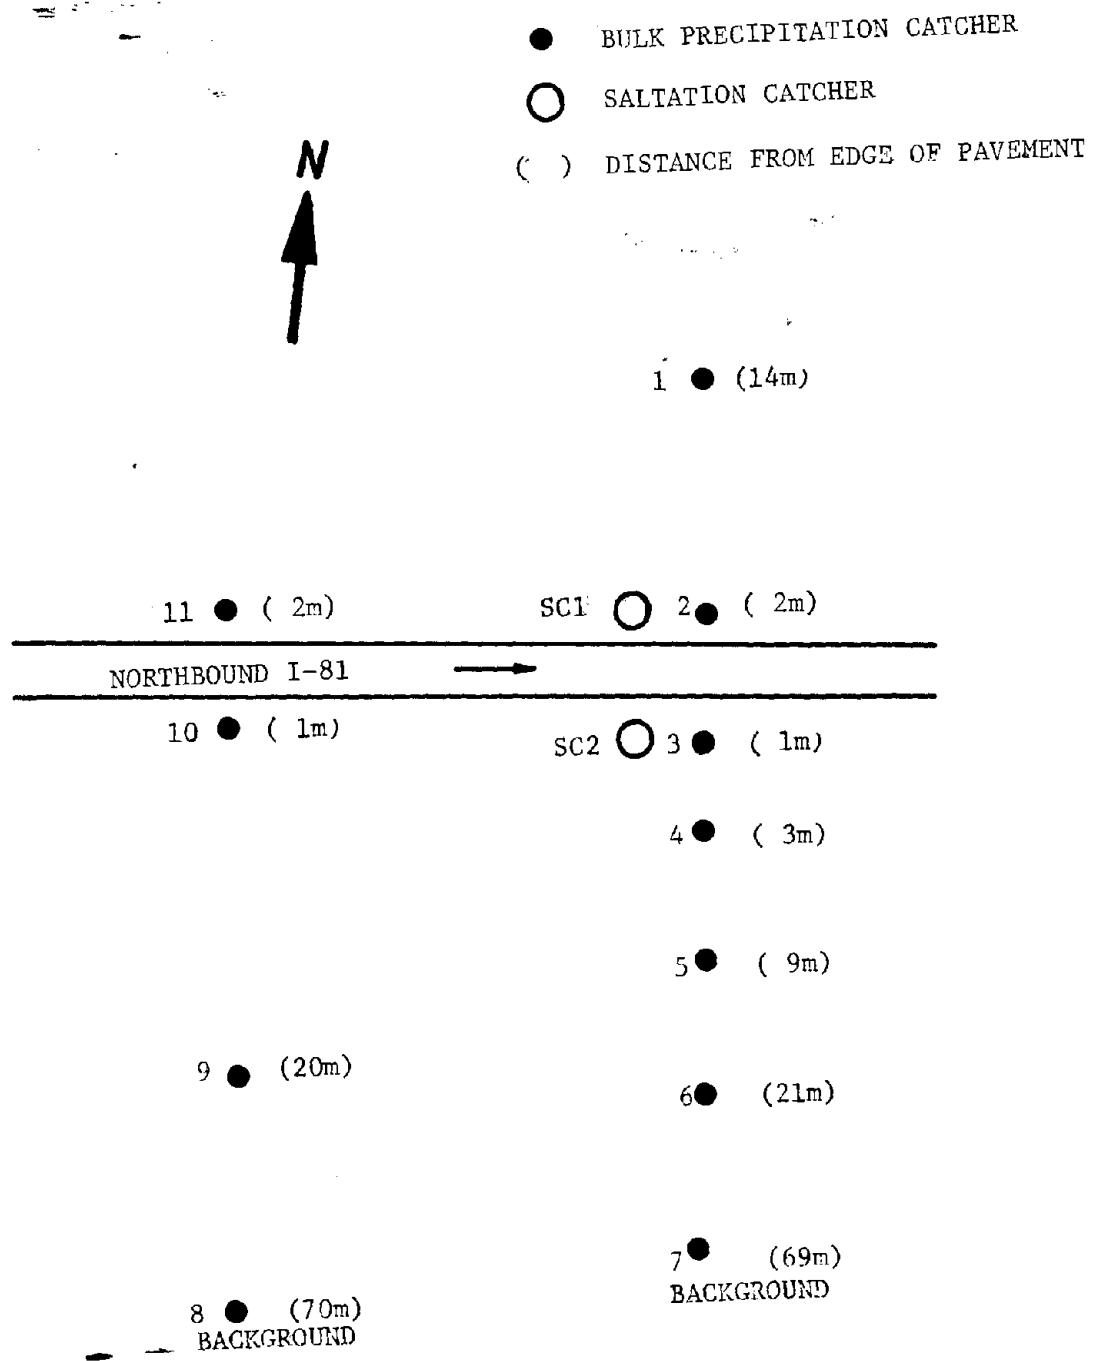 BULK PRECIPITATION CATCHER
SALTATION CATCHER
( ) DISTANCE FROM EDGE OF PAVEMENT
N
1 (14m)
11 ( 2m) SC1 2 ( 2m)
NORTHBOUND I-81
10 ( 1m) SC2 3 ( 1m)
4 ( 3m)
5 ( 9m)
9 (20m)
6 (21m)
7 (69m)
BACKGROUND
8 (70m)
BACKGROUND